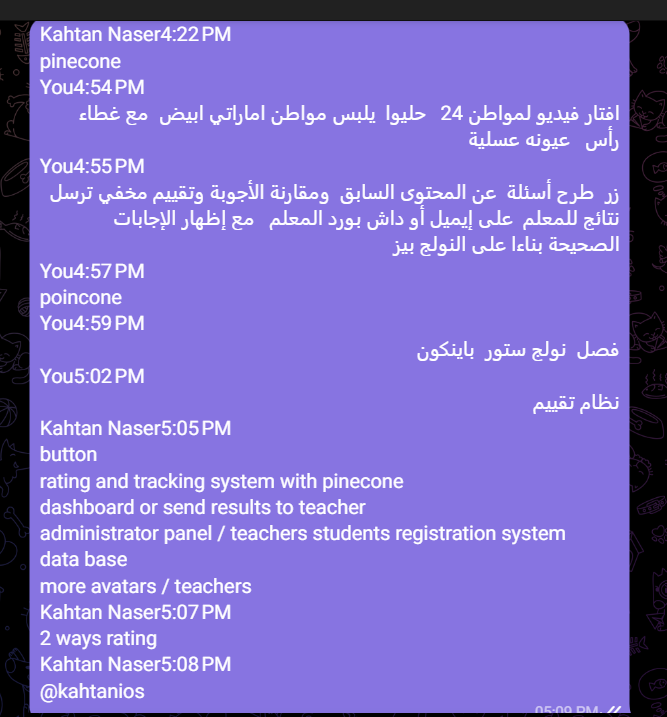 Kahtan Naser4:22 PM
pinecone
You4:54 PM
افتار فيديو لمواطن 24 حليوا يلبس مواطن اماراتي ابيض مع غطاء
رأس عيونه عسلية
You4:55 PM
زر طرح أسئلة عن المحتوى السابق ومقارنة الأجوبة وتقييم مخفي ترسل
نتائج للمعلم على إيميل أو داش بورد المعلم مع إظهار الإجابات
الصحيحة بناءا على النولج بيز
You4:57 PM
poincone
You4:59 PM
فصل نولج ستور باينكون
You5:02 PM
نظام تقييم
Kahtan Naser5:05 PM
button
rating and tracking system with pinecone
dashboard or send results to teacher
administrator panel / teachers students registration system
data base
more avatars / teachers
Kahtan Naser5:07 PM
2 ways rating
Kahtan Naser5:08 PM
@kahtanios
05:09 PM